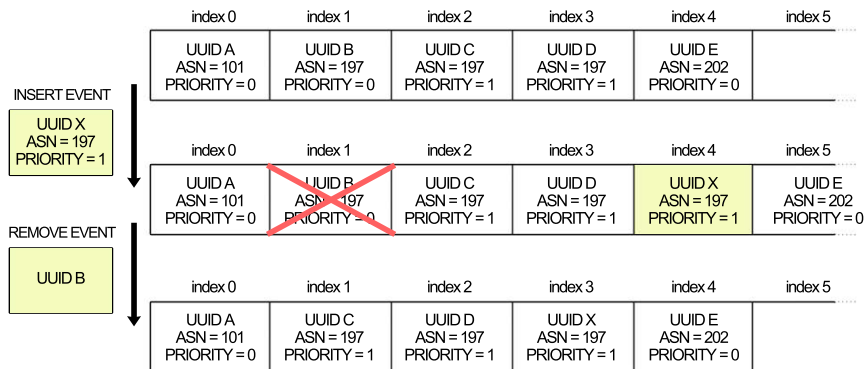 index 0 index 1 index 2 index 3 index 4 index 5
UUID A UUID B UUID C UUID D UUID E
ASN = 101 ASN = 197 ASN = 197 ASN = 197 ASN = 202
PRIORITY = 0 PRIORITY = 0 PRIORITY = 1 PRIORITY = 1 PRIORITY = 0
INSERT EVENT
UUID X
ASN = 197
PRIORITY = 1
index 0 index 1 index 2 index 3 index 4 index 5
UUID A UUID B UUID C UUID D UUID X UUID E
ASN = 101 ASN = 197 ASN = 197 ASN = 197 ASN = 197 ASN = 202
PRIORITY = 0 PRIORITY = 0 PRIORITY = 1 PRIORITY = 1 PRIORITY = 1 PRIORITY = 0
REMOVE EVENT
UUID B
index 0 index 1 index 2 index 3 index 4 index 5
UUID A UUID C UUID D UUID X UUID E
ASN = 101 ASN = 197 ASN = 197 ASN = 197 ASN = 202
PRIORITY = 0 PRIORITY = 1 PRIORITY = 1 PRIORITY = 1 PRIORITY = 0